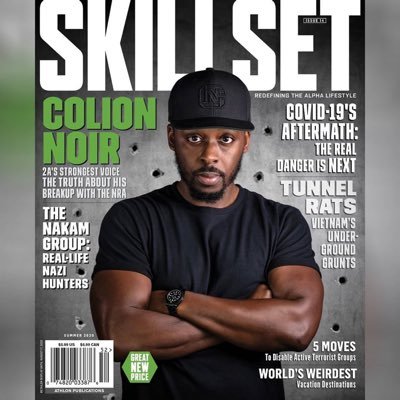 SKILLSET
ISSUE 14
REDEFINING THE ALPHA LIFESTYLE
COLION
NOIR
2A'S STRONGEST VOICE
THE TRUTH ABOUT HIS
BREAKUP WITH THE NRA
THE
NAKAM
GROUP:
REAL-LIFE
NAZI
HUNTERS
COVID-19'S
AFTERMATH:
THE REAL
DANGER IS NEXT
TUNNEL
RATS
VIETNAM'S
UNDER-
GROUND
GRUNTS
5 MOVES
To Disable Active Terrorist Groups
WORLD'S WEIRDEST
Vacation Destinations
SUMMER 2020
$9.99 US $9.99 CAN
GREAT
NEW
PRICE
ATHLON PUBLICATIONS